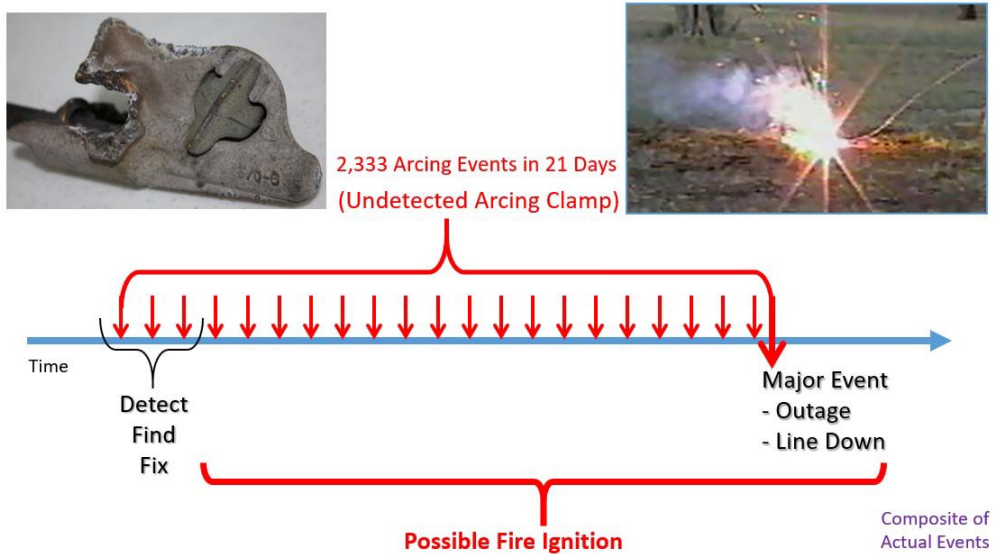 2,333 Arcing Events in 21 Days
(Undetected Arcing Clamp)
Time
Detect
Find
Fix
Major Event
- Outage
- Line Down
Possible Fire Ignition
Composite of
Actual Events